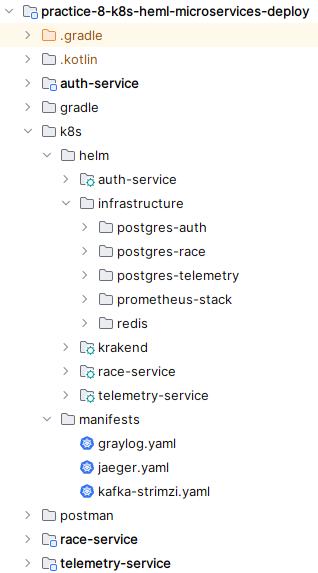 practice-8-k8s-heml-microservices-deploy
.gradle
.kotlin
auth-service
gradle
k8s
helm
auth-service
infrastructure
postgres-auth
postgres-race
postgres-telemetry
prometheus-stack
redis
krakend
race-service
telemetry-service
manifests
graylog.yaml
jaeger.yaml
kafka-strimzi.yaml
postman
race-service
telemetry-service